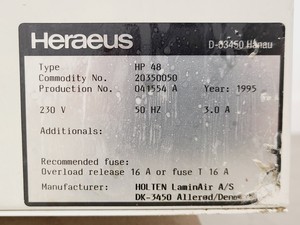 Heraeus D-63450 Hanau
Type HP 48
Commodity No. 20350050
Production No. 041554 A Year: 1995
230 V 50 HZ 3.0 A
Additionals:
Recommended fuse:
Overload release 16 A or fuse T 16 A
Manufacturer: HOLTEN LaminAir A/S
DK-3450 Allerød/Denm